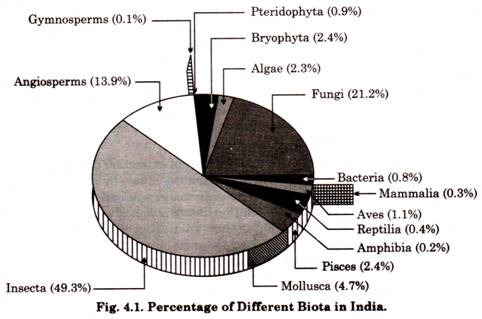 Gymnosperms (0.1%)
Pteridophyta (0.9%)
Bryophyta (2.4%)
Algae (2.3%)
Angiosperms (13.9%)
Fungi (21.2%)
Bacteria (0.8%)
Mammalia (0.3%)
Aves (1.1%)
Reptilia (0.4%)
Amphibia (0.2%)
Pisces (2.4%)
Insecta (49.3%)
Mollusca (4.7%)
Fig. 4.1. Percentage of Different Biota in India.